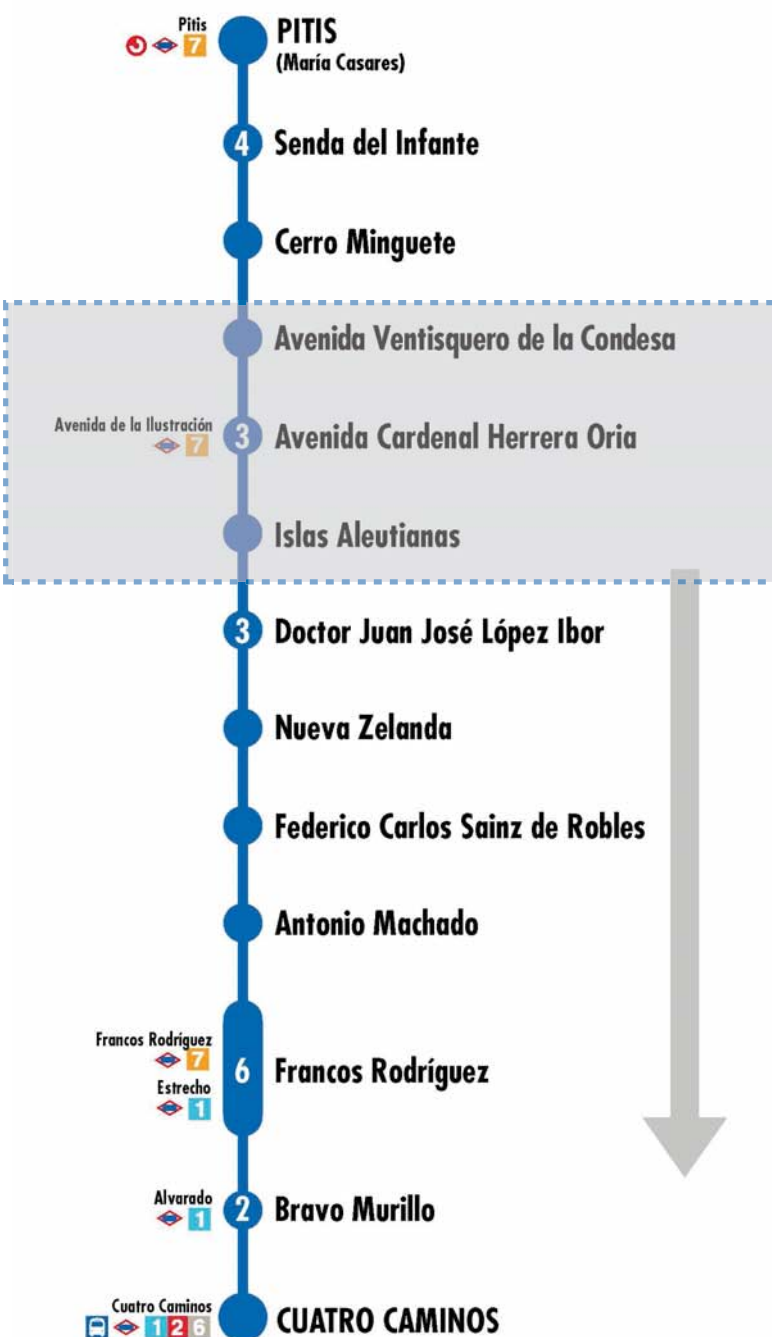 Pitis
7
PITIS
(María Casares)
4
Senda del Infante
Cerro Minguete
Avenida Ventisquero de la Condesa
Avenida de la Ilustración
7
3
Avenida Cardenal Herrera Oria
Islas Aleutianas
3
Doctor Juan José López Ibor
Nueva Zelanda
Federico Carlos Sainz de Robles
Antonio Machado
Francos Rodríguez
7
Estrecho
1
6
Francos Rodríguez
Alvarado
1
2
Bravo Murillo
Cuatro Caminos
1 2 6
CUATRO CAMINOS